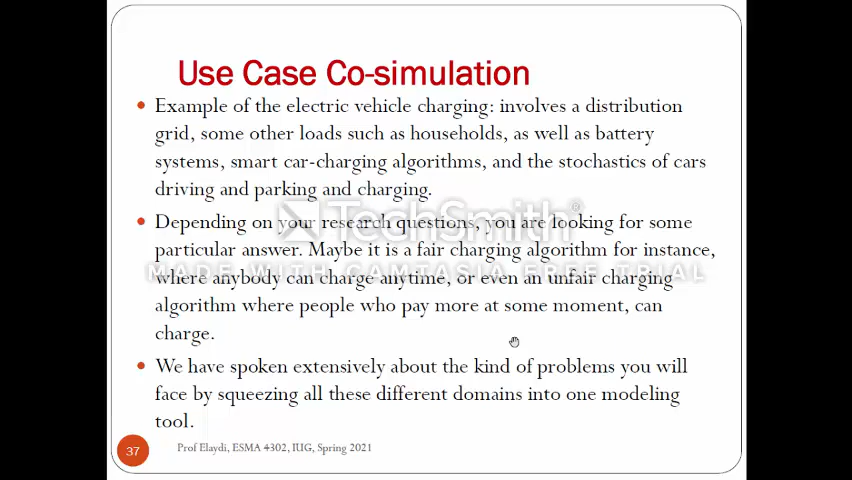 Use Case Co-simulation
• Example of the electric vehicle charging: involves a distribution
grid, some other loads such as households, as well as battery
systems, smart car-charging algorithms, and the stochastics of cars
driving and parking and charging.
• Depending on your research questions, you are looking for some
particular answer. Maybe it is a fair charging algorithm for instance,
where anybody can charge anytime, or even an unfair charging
algorithm where people who pay more at some moment, can
charge.
• We have spoken extensively about the kind of problems you will
face by squeezing all these different domains into one modeling
tool.
37
Prof Elaydi, ESMA 4302, IUG, Spring 2021
TechSmith®
MADE WITH CAMTASIA FREE TRIAL